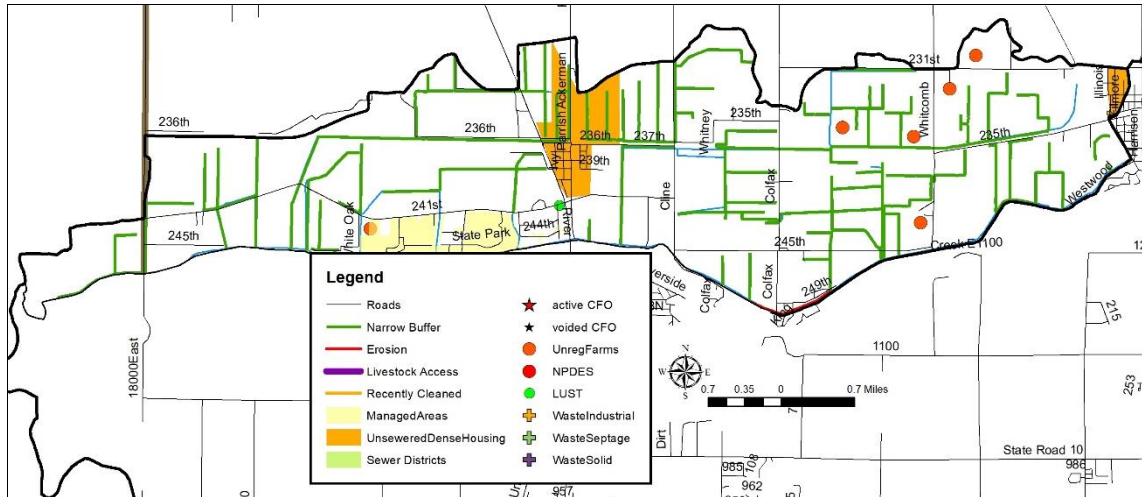 231st
Illinois
236th
Parrish
Ackerman
236th
236th
237th
Whitney
235th
Whitcomb
235th
Harrison
Ivy
239th
Westwood
241st
River
Cline
Colfax
White Oak
State Park
244th
245th
245th
Creek E1100
Colfax
Colfax
249th
18000East
1100
215
253
Legend
Roads
Narrow Buffer
Erosion
Livestock Access
Recently Cleaned
ManagedAreas
UnseweredDenseHousing
Sewer Districts
active CFO
voided CFO
UnregFarms
NPDES
LUST
WasteIndustrial
WasteSeptage
WasteSolid
N
W
E
S
0.7 0.35 0 0.7 Miles
Dirt
State Road 10
985
708
962
957
986